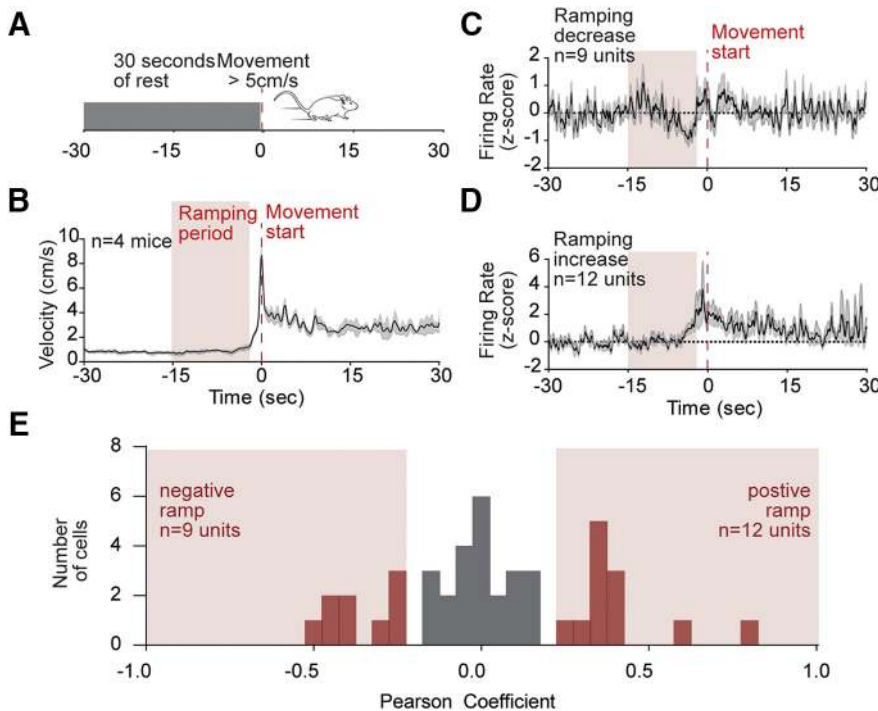 A
30 seconds
of rest
Movement
> 5cm/s
-30
-15
0
15
30
B
n=4 mice
Ramping
period
Movement
start
Velocity (cm/s)
10
8
6
4
2
0
-30
-15
0
15
30
Time (sec)
C
Ramping
decrease
n=9 units
Movement
start
Firing Rate
(z-score)
2
1
0
-1
-2
-30
-15
0
15
30
D
Ramping
increase
n=12 units
Firing Rate
(z-score)
6
4
2
0
-2
-30
-15
0
15
30
Time (sec)
E
negative
ramp
n=9 units
postive
ramp
n=12 units
Number
of cells
8
6
4
2
0
-1.0
-0.5
0.0
0.5
1.0
Pearson Coefficient